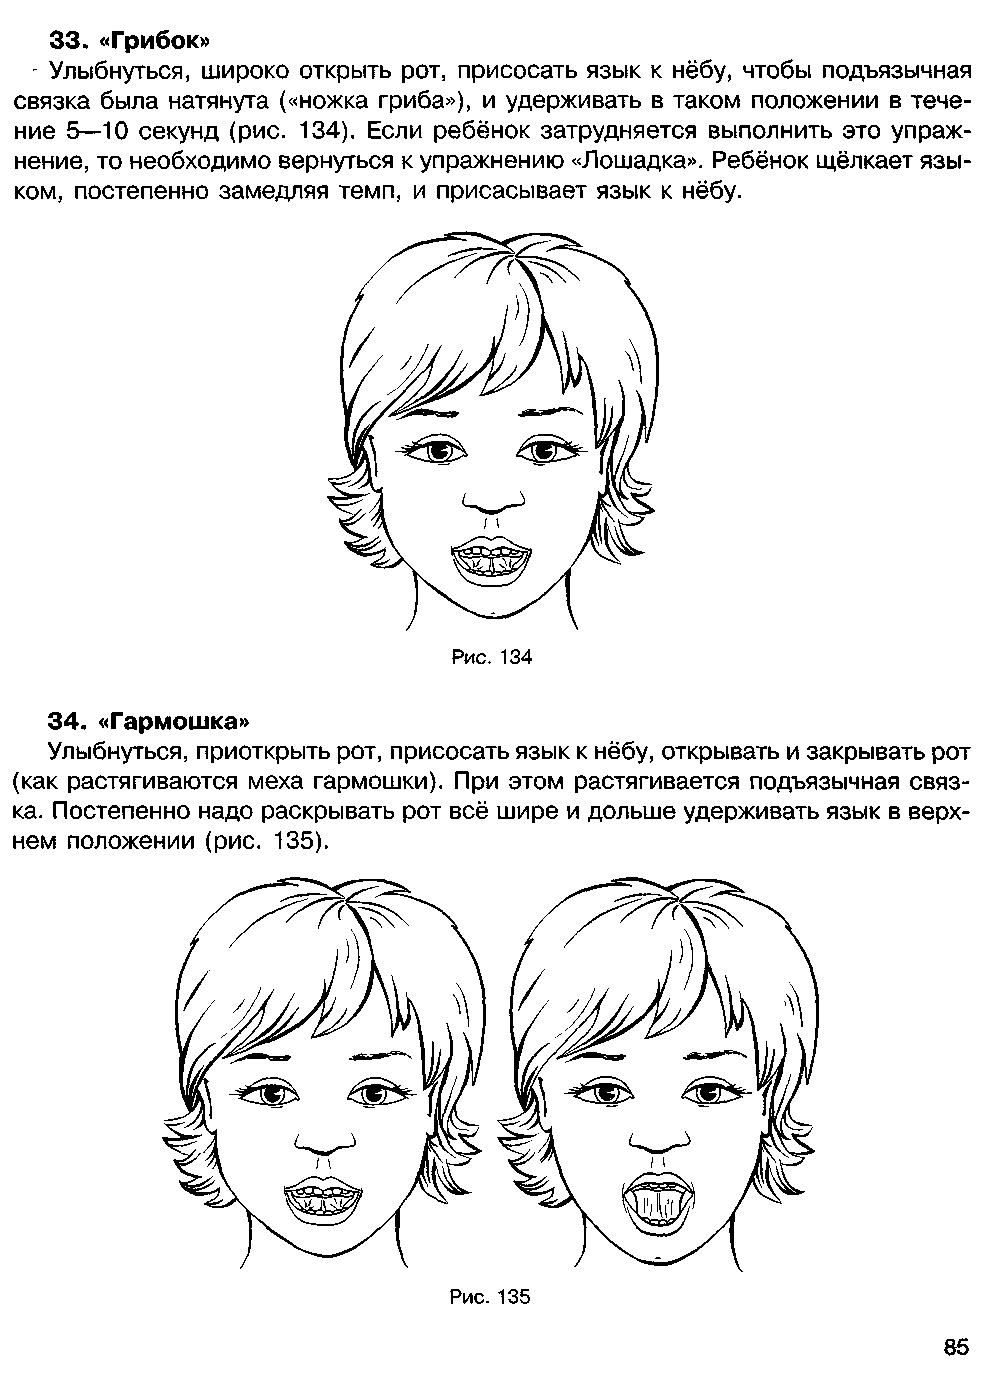 33. «Грибок»
Улыбнуться, широко открыть рот, присосать язык к нёбу, чтобы подъязычная
связка была натянута («ножка гриба»), и удерживать в таком положении в тече-
ние 5—10 секунд (рис. 134). Если ребёнок затрудняется выполнить это упраж-
нение, то необходимо вернуться к упражнению «Лошадка». Ребёнок щёлкает язы-
ком, постепенно замедляя темп, и присасывает язык к нёбу.
Рис. 134
34. «Гармошка»
Улыбнуться, приоткрыть рот, присосать язык к нёбу, открывать и закрывать рот
(как растягиваются меха гармошки). При этом растягивается подъязычная связ-
ка. Постепенно надо раскрывать рот всё шире и дольше удерживать язык в верх-
нем положении (рис. 135).
Рис. 135
85